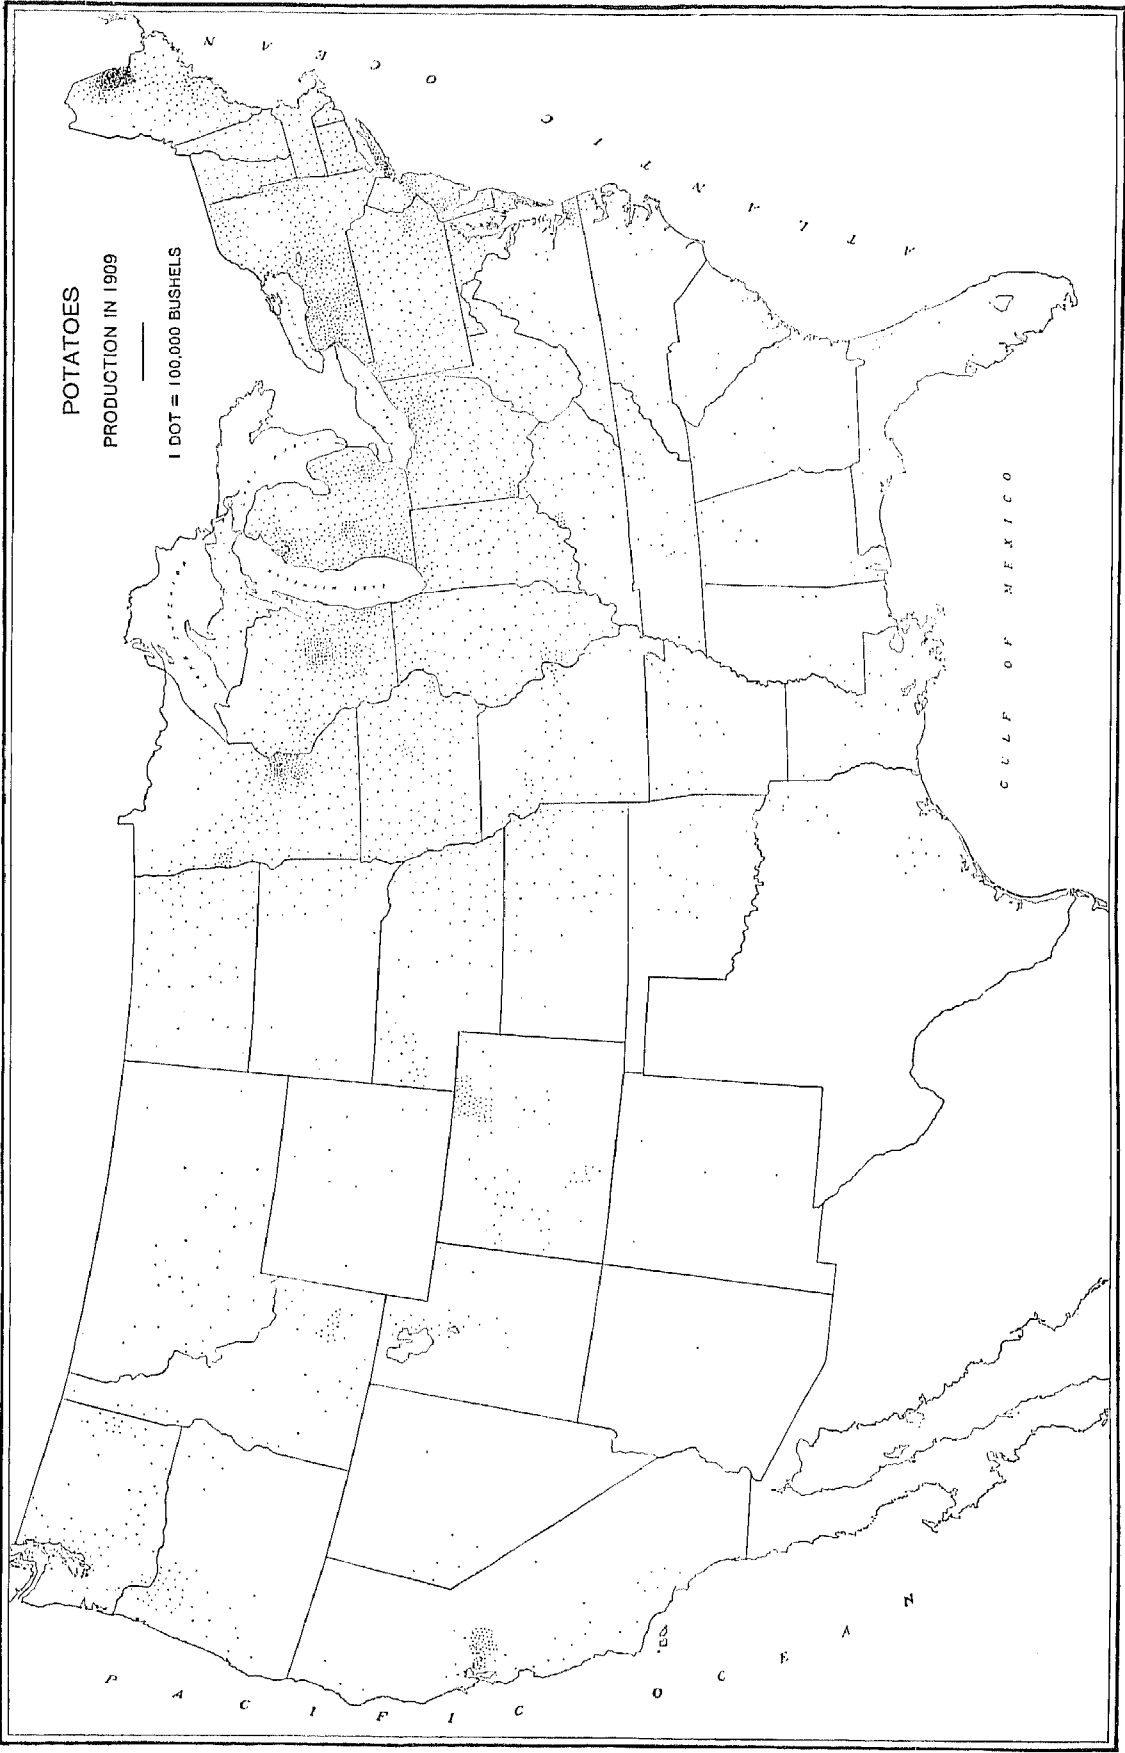 POTATOES
PRODUCTION IN 1909
1 DOT = 100,000 BUSHELS
ATLANTIC OCEAN
GULF OF MEXICO
PACIFIC OCEAN